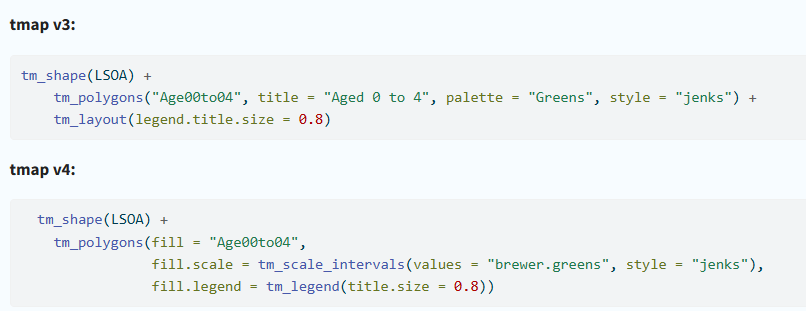 tmap v3:
tm_shape(LSOA) +
    tm_polygons("Age00to04", title = "Aged 0 to 4", palette = "Greens", style = "jenks") +
    tm_layout(legend.title.size = 0.8)
tmap v4:
  tm_shape(LSOA) +
    tm_polygons(fill = "Age00to04",
                fill.scale = tm_scale_intervals(values = "brewer.greens", style = "jenks"),
                fill.legend = tm_legend(title.size = 0.8))